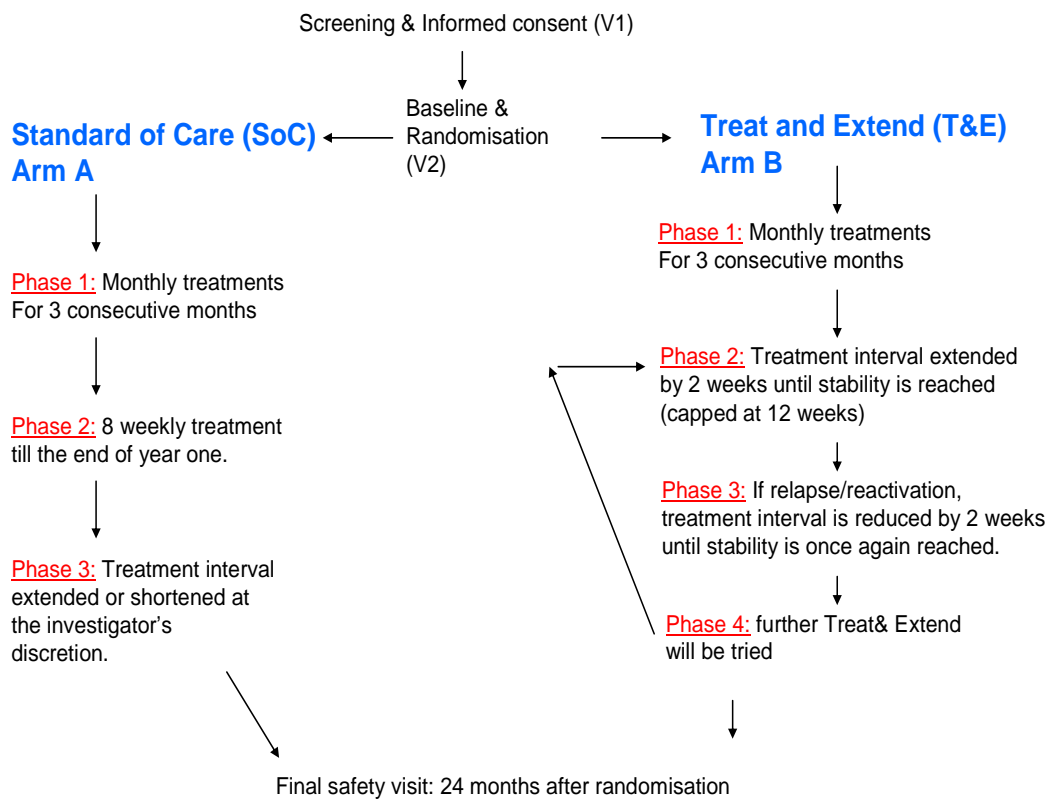 Screening & Informed consent (V1)
Baseline &
Randomisation
(V2)
Standard of Care (SoC)
Arm A
Phase 1: Monthly treatments
For 3 consecutive months
Phase 2: 8 weekly treatment
till the end of year one.
Phase 3: Treatment interval
extended or shortened at
the investigator's
discretion.
Treat and Extend (T&E)
Arm B
Phase 1: Monthly treatments
For 3 consecutive months
Phase 2: Treatment interval extended
by 2 weeks until stability is reached
(capped at 12 weeks)
Phase 3: If relapse/reactivation,
treatment interval is reduced by 2 weeks
until stability is once again reached.
Phase 4: further Treat& Extend
will be tried
Final safety visit: 24 months after randomisation